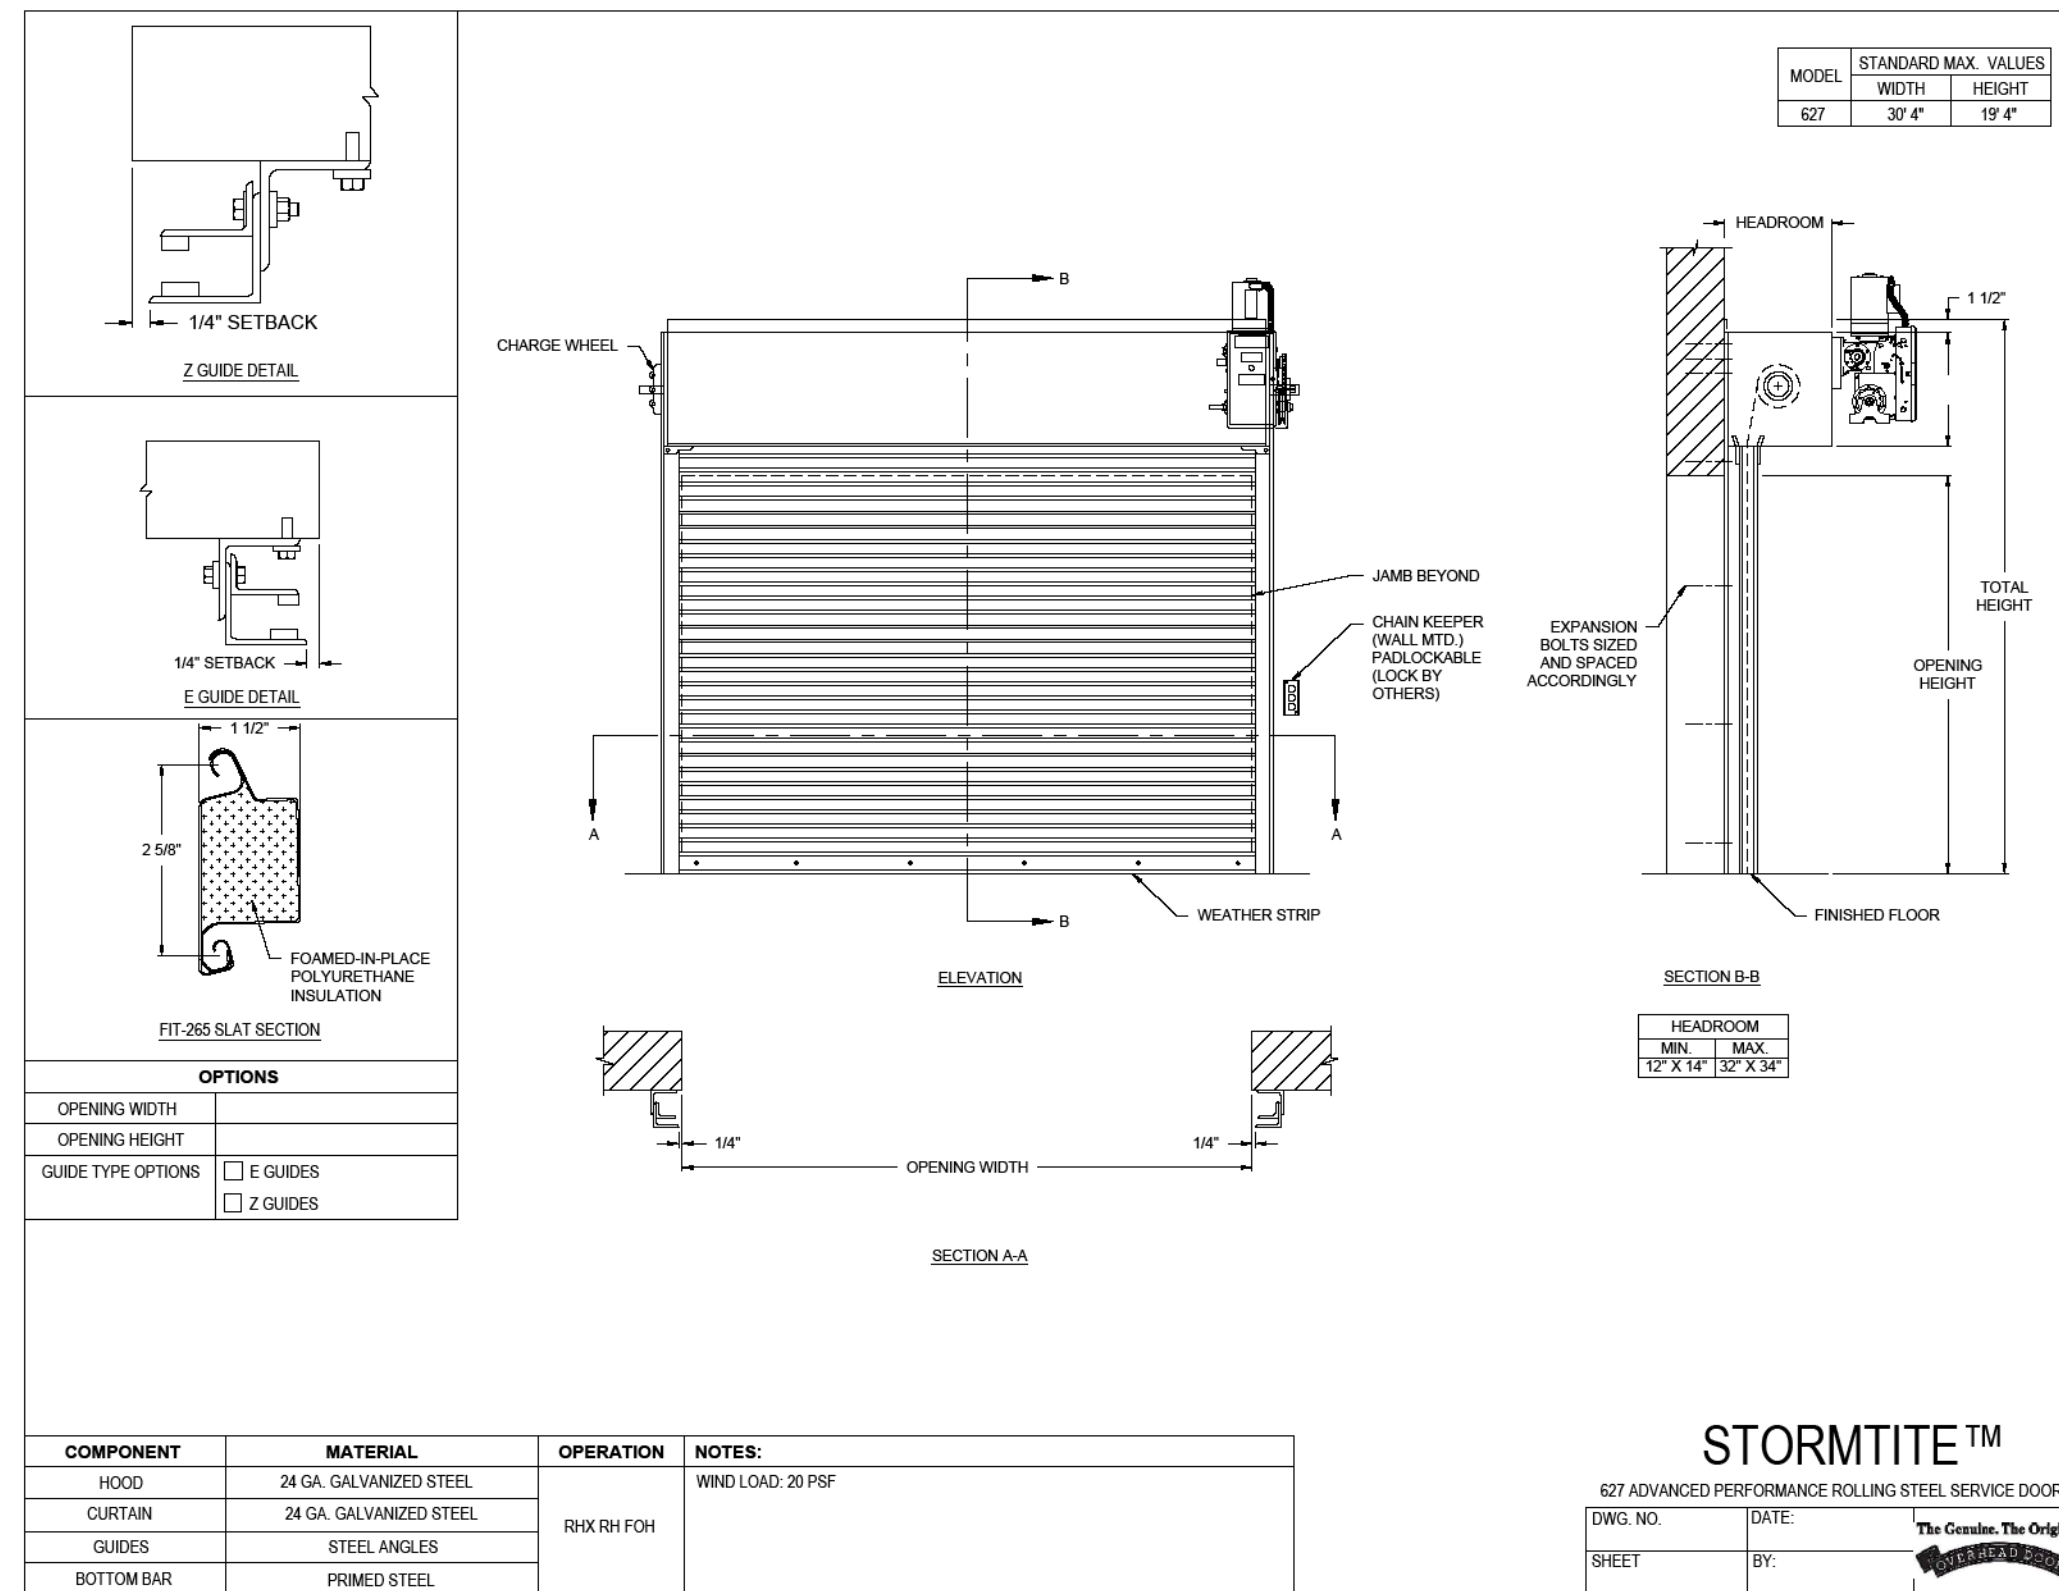 MODEL
STANDARD MAX. VALUES
WIDTH
HEIGHT
627
30' 4"
19' 4"
1/4" SETBACK
Z GUIDE DETAIL
1/4" SETBACK
E GUIDE DETAIL
1 1/2"
2 5/8"
FOAMED-IN-PLACE
POLYURETHANE
INSULATION
FIT-265 SLAT SECTION
OPTIONS
OPENING WIDTH
OPENING HEIGHT
GUIDE TYPE OPTIONS
E GUIDES
Z GUIDES
B
CHARGE WHEEL
JAMB BEYOND
CHAIN KEEPER
(WALL MTD.)
PADLOCKABLE
(LOCK BY
OTHERS)
A
A
B
WEATHER STRIP
ELEVATION
1/4"
1/4"
OPENING WIDTH
SECTION A-A
HEADROOM
1 1/2"
TOTAL
HEIGHT
EXPANSION
BOLTS SIZED
AND SPACED
ACCORDINGLY
OPENING
HEIGHT
FINISHED FLOOR
SECTION B-B
HEADROOM
MIN.
MAX.
12" X 14"
32" X 34"
COMPONENT
MATERIAL
OPERATION
NOTES:
HOOD
24 GA. GALVANIZED STEEL
WIND LOAD: 20 PSF
CURTAIN
24 GA. GALVANIZED STEEL
RHX RH FOH
GUIDES
STEEL ANGLES
BOTTOM BAR
PRIMED STEEL
STORMTITE™
627 ADVANCED PERFORMANCE ROLLING STEEL SERVICE DOOR
DWG. NO.
DATE:
The Genuine. The Orig
SHEET
BY:
OVERHEAD DOO